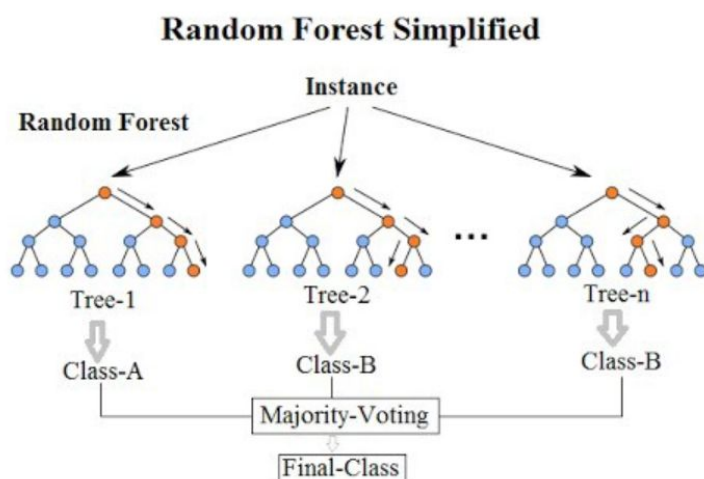 Random Forest Simplified
Instance
Random Forest
...
Tree-1
Tree-2
Tree-n
Class-A
Class-B
Class-B
Majority-Voting
Final-Class